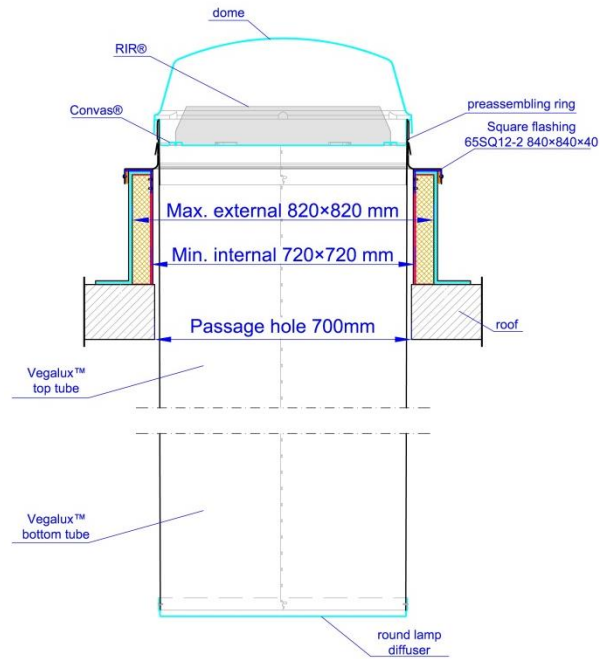 dome
RIR®
Convas®
preassembling ring
Square flashing
65SQ12-2 840×840×40
Max. external 820×820 mm
Min. internal 720×720 mm
Passage hole 700mm
roof
Vegalux™
top tube
Vegalux™
bottom tube
round lamp
diffuser